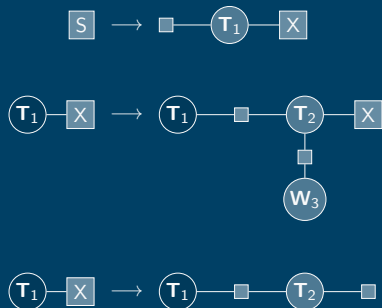 S → T₁ X
T₁ X → T₁ T₂ X
W₃
T₁ X → T₁ T₂